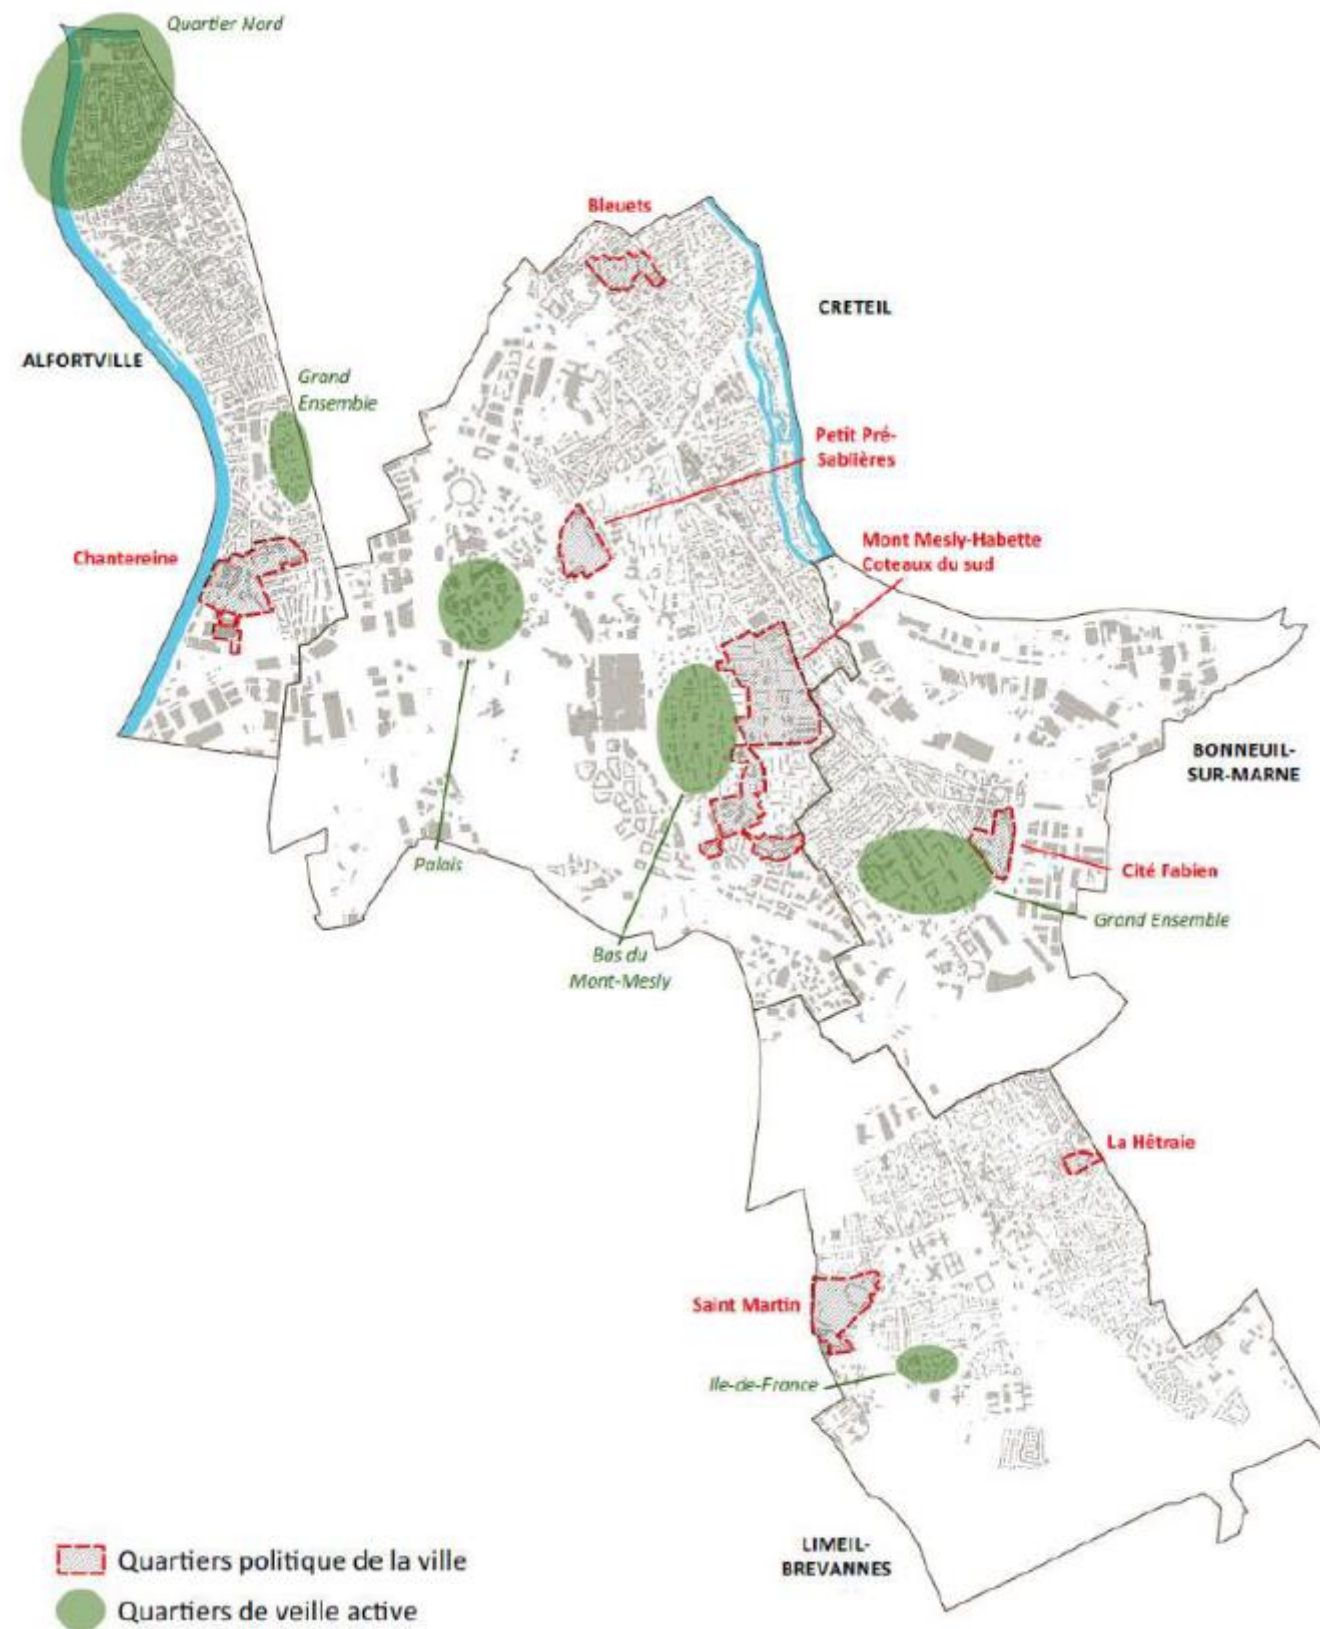 Quartier Nord
Bleuets
CRETEIL
ALFORTVILLE
Grand
Ensemble
Petit Pré-
Sablières
Chantereine
Mont Mesly-Habette
Coteaux du sud
BONNEUIL-
SUR-MARNE
Palais
Cité Fabien
Grand Ensemble
Bas du
Mont-Mesly
La Hêtraie
Saint Martin
Ile-de-France
LIMEIL-
BREVANNES
Quartiers politique de la ville
Quartiers de veille active